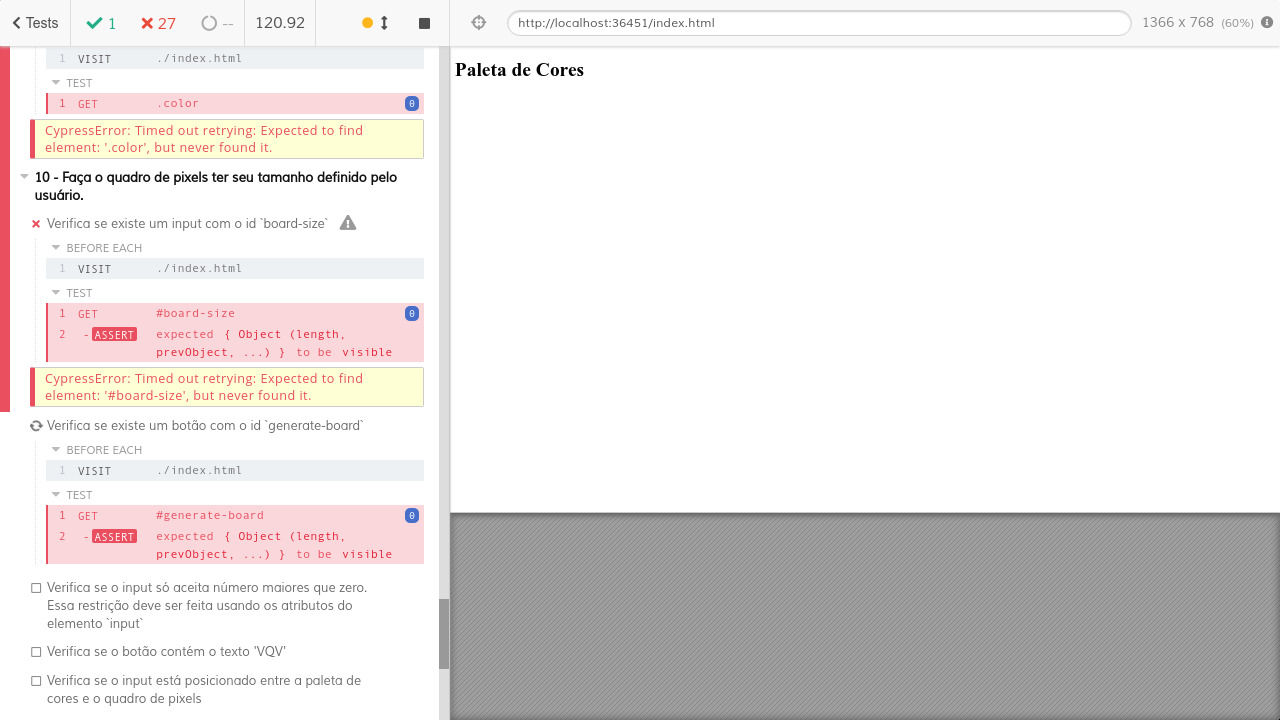 Tests
1
27
--
120.92
http://localhost:36451/index.html
1366 x 768 (60%)
1 VISIT ./index.html
TEST
1 GET .color 0
CypressError: Timed out retrying: Expected to find
element: '.color', but never found it.
10 - Faça o quadro de pixels ter seu tamanho definido pelo
usuário.
Verifica se existe um input com o id `board-size`
BEFORE EACH
1 VISIT ./index.html
TEST
1 GET #board-size 0
2 -ASSERT expected { Object (length,
prevObject, ...) } to be visible
CypressError: Timed out retrying: Expected to find
element: '#board-size', but never found it.
Verifica se existe um botão com o id `generate-board`
BEFORE EACH
1 VISIT ./index.html
TEST
1 GET #generate-board 0
2 -ASSERT expected { Object (length,
prevObject, ...) } to be visible
Verifica se o input só aceita número maiores que zero.
Essa restrição deve ser feita usando os atributos do
elemento `input`
Verifica se o botão contém o texto 'VQV'
Verifica se o input está posicionado entre a paleta de
cores e o quadro de pixels
Paleta de Cores